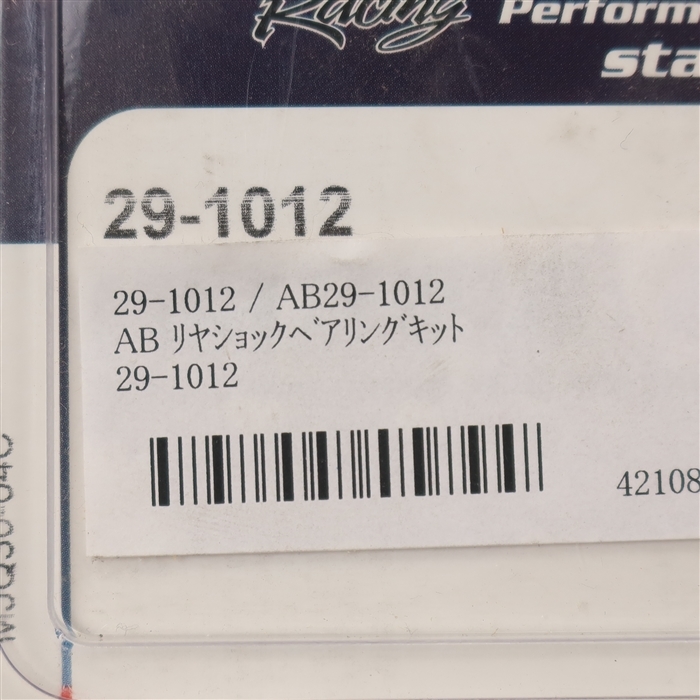 Racing
Perform
sta
29-1012
29-1012 / AB29-1012
AB ﾘﾔｼｮｯｸﾍﾞｱﾘﾝｸﾞｷｯﾄ
29-1012
42108